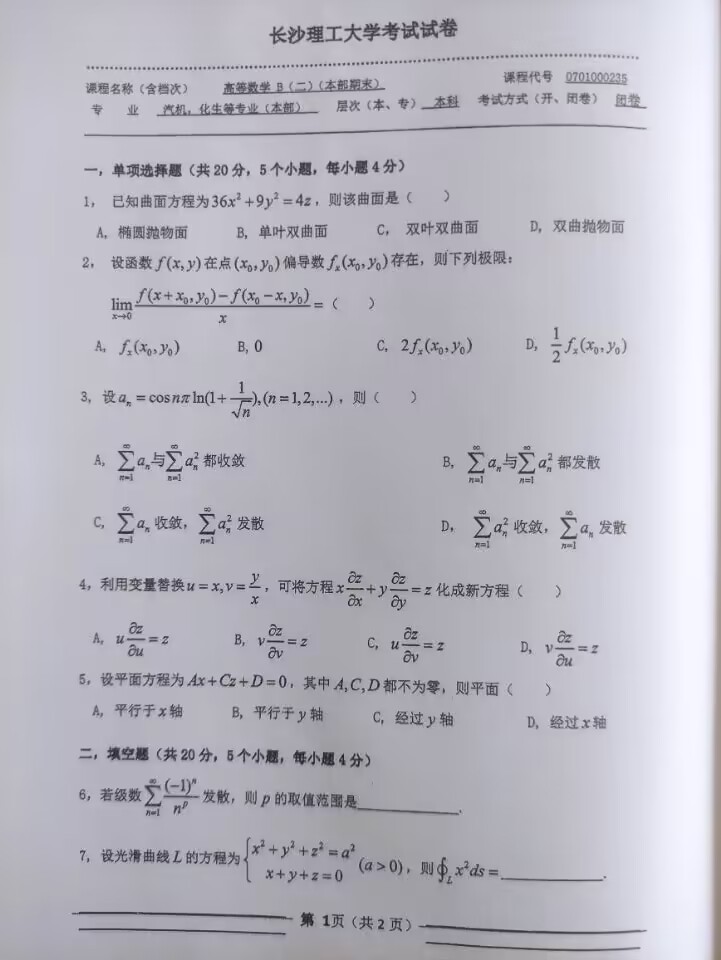 长沙理工大学考试试卷
课程名称（含档次） 高等数学 B（二）（本部期末） 课程代号 0701000235
专 业 汽机，化生等专业（本部） 层次（本、专） 本科 考试方式（开、闭卷） 闭卷
一，单项选择题（共20分，5个小题，每小题4分）
1， 已知曲面方程为 $36x^2+9y^2=4z$，则该曲面是（ ）
A，椭圆抛物面 B，单叶双曲面 C， 双叶双曲面 D，双曲抛物面
2， 设函数 $f(x,y)$ 在点 $(x_0,y_0)$ 偏导数 $f_x(x_0,y_0)$ 存在，则下列极限：
$\lim_{x\to 0}\frac{f(x+x_0,y_0)-f(x_0-x,y_0)}{x}=$（ ）
A， $f_x(x_0,y_0)$ B, 0 C， $2f_x(x_0,y_0)$ D， $\frac{1}{2}f_x(x_0,y_0)$
3，设 $a_n=\cos n\pi\ln(1+\frac{1}{\sqrt{n}}),(n=1,2,...)$，则（ ）
A， $\sum_{n=1}^{\infty}a_n$与$\sum_{n=1}^{\infty}a_n^2$ 都收敛 B， $\sum_{n=1}^{\infty}a_n$与$\sum_{n=1}^{\infty}a_n^2$ 都发散
C， $\sum_{n=1}^{\infty}a_n$ 收敛，$\sum_{n=1}^{\infty}a_n^2$ 发散 D， $\sum_{n=1}^{\infty}a_n^2$ 收敛，$\sum_{n=1}^{\infty}a_n$ 发散
4，利用变量替换 $u=x,v=\frac{y}{x}$，可将方程 $x\frac{\partial z}{\partial x}+y\frac{\partial z}{\partial y}=z$ 化成新方程（ ）
A， $u\frac{\partial z}{\partial u}=z$ B， $v\frac{\partial z}{\partial v}=z$ C， $u\frac{\partial z}{\partial v}=z$ D， $v\frac{\partial z}{\partial u}=z$
5，设平面方程为 $Ax+Cz+D=0$，其中 $A,C,D$ 都不为零，则平面（ ）
A，平行于 $x$ 轴 B，平行于 $y$ 轴 C，经过 $y$ 轴 D，经过 $x$ 轴
二，填空题（共20分，5个小题，每小题4分）
6，若级数 $\sum_{n=1}^{\infty}\frac{(-1)^n}{n^p}$ 发散，则 $p$ 的取值范围是____________.
7，设光滑曲线 $L$ 的方程为 $\begin{cases}x^2+y^2+z^2=a^2\\x+y+z=0\end{cases}(a>0)$，则 $\oint_L x^2ds=$____________.
第 1页（共2页）